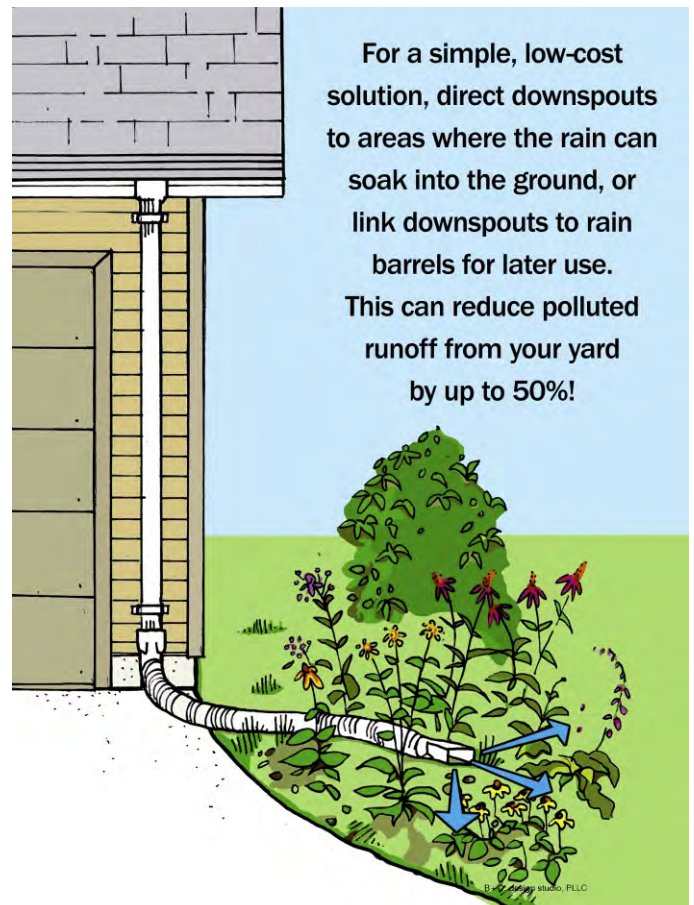 For a simple, low-cost
solution, direct downspouts
to areas where the rain can
soak into the ground, or
link downspouts to rain
barrels for later use.
This can reduce polluted
runoff from your yard
by up to 50%!
design studio, PLLC